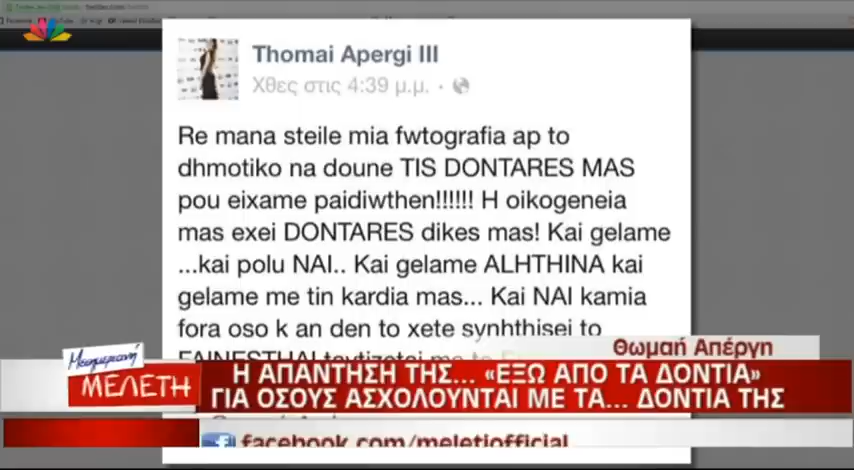 Thomai Apergi III
Χθες στις 4:39 μ.μ. ·
Re mana steile mia fwtografia ap to
dhmotiko na doune TIS DONTARES MAS
pou eixame paidiwthen!!!!!! H oikogeneia
mas exei DONTARES dikes mas! Kai gelame
...kai polu NAI.. Kai gelame ALHTHINA kai
gelame me tin kardia mas... Kai NAI kamia
fora oso k an den to xete synhthisei to
Θωμαή Απέργη
Μεσημεριανή
ΜΕΛΕΤΗ
Η ΑΠΑΝΤΗΣΗ ΤΗΣ... «ΕΞΩ ΑΠΟ ΤΑ ΔΟΝΤΙΑ»
ΓΙΑ ΟΣΟΥΣ ΑΣΧΟΛΟΥΝΤΑΙ ΜΕ ΤΑ... ΔΟΝΤΙΑ ΤΗΣ
facebook.com/meletiofficial